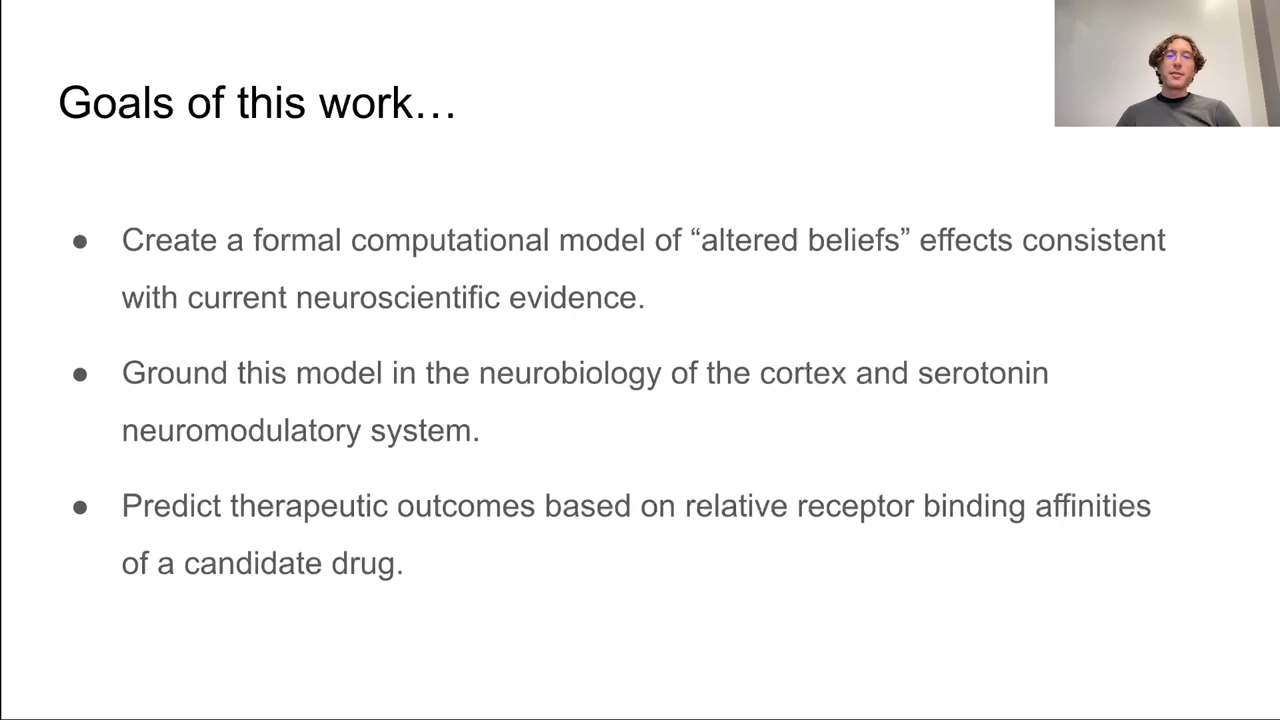 Goals of this work…
● Create a formal computational model of “altered beliefs” effects consistent
with current neuroscientific evidence.
● Ground this model in the neurobiology of the cortex and serotonin
neuromodulatory system.
● Predict therapeutic outcomes based on relative receptor binding affinities
of a candidate drug.